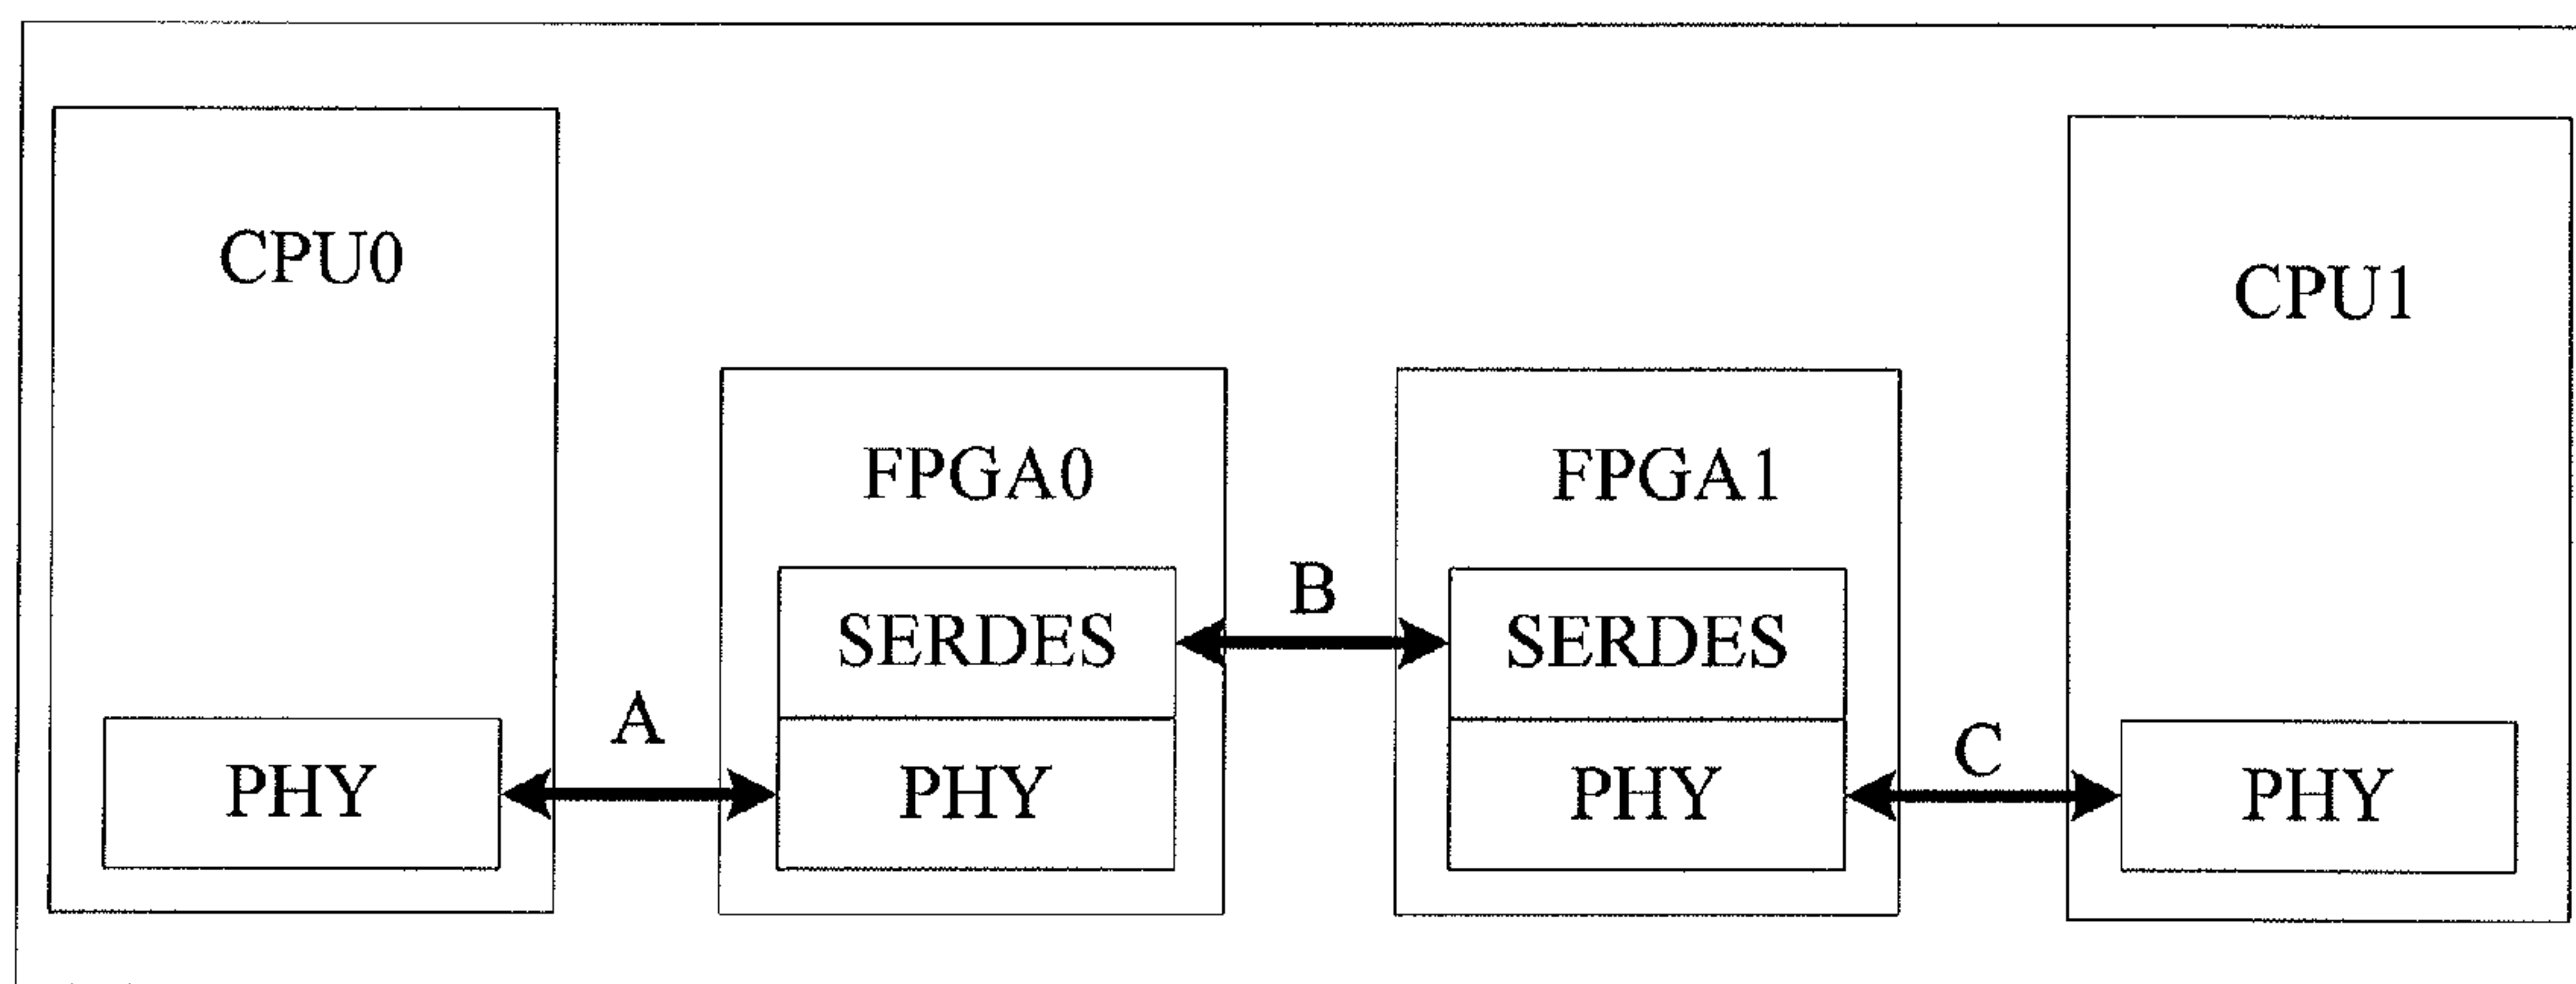 CPU0
CPU1
FPGA0
FPGA1
B
SERDES
SERDES
A
C
PHY
PHY
PHY
PHY